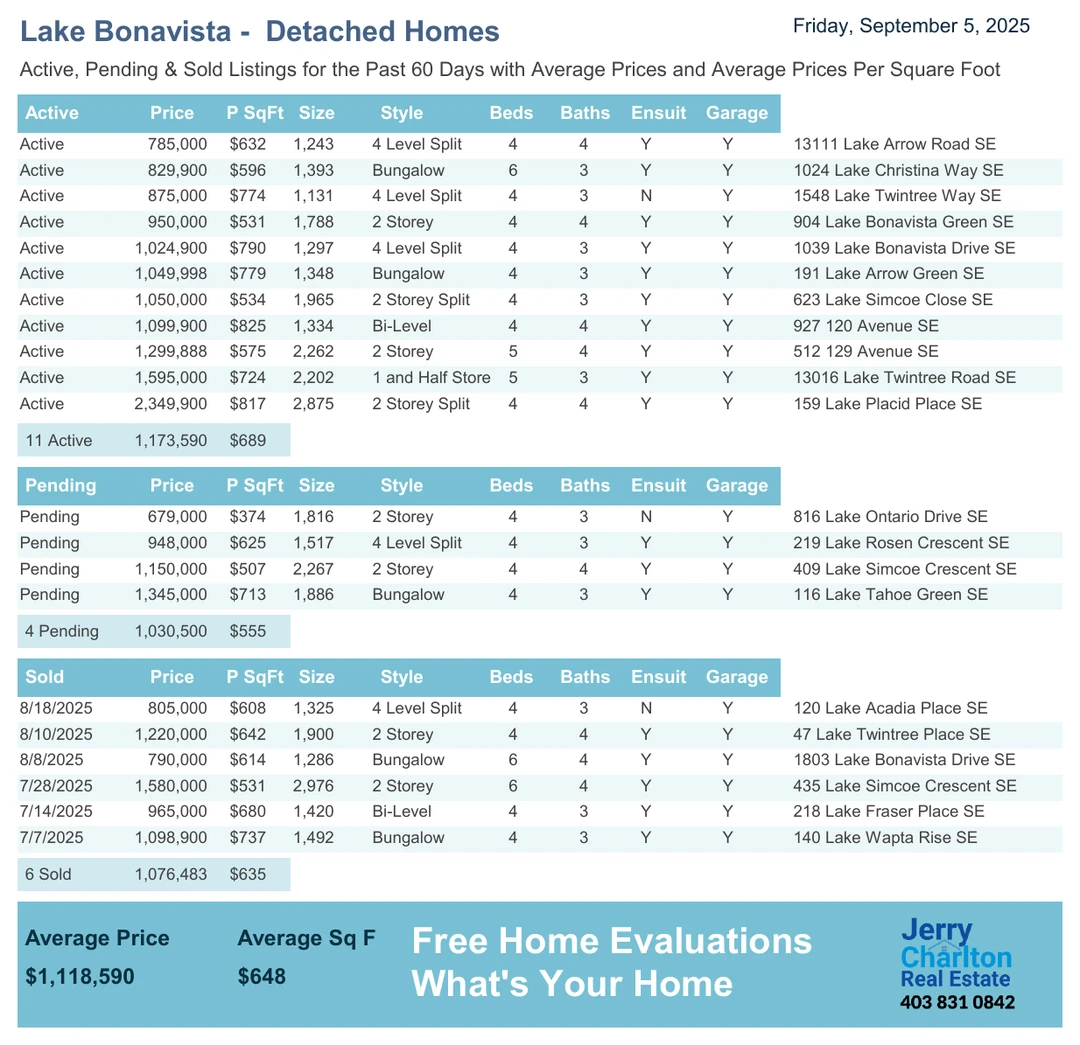 Lake Bonavista -  Detached Homes Friday, September 5, 2025
Active, Pending & Sold Listings for the Past 60 Days with Average Prices and Average Prices Per Square Foot
Active Price P SqFt Size Style Beds Baths Ensuit Garage
Active 785,000 $632 1,243 4 Level Split 4 4 Y Y 13111 Lake Arrow Road SE
Active 829,900 $596 1,393 Bungalow 6 3 Y Y 1024 Lake Christina Way SE
Active 875,000 $774 1,131 4 Level Split 4 3 N Y 1548 Lake Twintree Way SE
Active 950,000 $531 1,788 2 Storey 4 4 Y Y 904 Lake Bonavista Green SE
Active 1,024,900 $790 1,297 4 Level Split 4 3 Y Y 1039 Lake Bonavista Drive SE
Active 1,049,998 $779 1,348 Bungalow 4 3 Y Y 191 Lake Arrow Green SE
Active 1,050,000 $534 1,965 2 Storey Split 4 3 Y Y 623 Lake Simcoe Close SE
Active 1,099,900 $825 1,334 Bi-Level 4 4 Y Y 927 120 Avenue SE
Active 1,299,888 $575 2,262 2 Storey 5 4 Y Y 512 129 Avenue SE
Active 1,595,000 $724 2,202 1 and Half Store 5 3 Y Y 13016 Lake Twintree Road SE
Active 2,349,900 $817 2,875 2 Storey Split 4 4 Y Y 159 Lake Placid Place SE
11 Active 1,173,590 $689
Pending Price P SqFt Size Style Beds Baths Ensuit Garage
Pending 679,000 $374 1,816 2 Storey 4 3 N Y 816 Lake Ontario Drive SE
Pending 948,000 $625 1,517 4 Level Split 4 3 Y Y 219 Lake Rosen Crescent SE
Pending 1,150,000 $507 2,267 2 Storey 4 4 Y Y 409 Lake Simcoe Crescent SE
Pending 1,345,000 $713 1,886 Bungalow 4 3 Y Y 116 Lake Tahoe Green SE
4 Pending 1,030,500 $555
Sold Price P SqFt Size Style Beds Baths Ensuit Garage
8/18/2025 805,000 $608 1,325 4 Level Split 4 3 N Y 120 Lake Acadia Place SE
8/10/2025 1,220,000 $642 1,900 2 Storey 4 4 Y Y 47 Lake Twintree Place SE
8/8/2025 790,000 $614 1,286 Bungalow 6 4 Y Y 1803 Lake Bonavista Drive SE
7/28/2025 1,580,000 $531 2,976 2 Storey 6 4 Y Y 435 Lake Simcoe Crescent SE
7/14/2025 965,000 $680 1,420 Bi-Level 4 3 Y Y 218 Lake Fraser Place SE
7/7/2025 1,098,900 $737 1,492 Bungalow 4 3 Y Y 140 Lake Wapta Rise SE
6 Sold 1,076,483 $635
Average Price Average Sq F
$1,118,590 $648
Free Home Evaluations
What's Your Home
Jerry
Charlton
Real Estate
403 831 0842